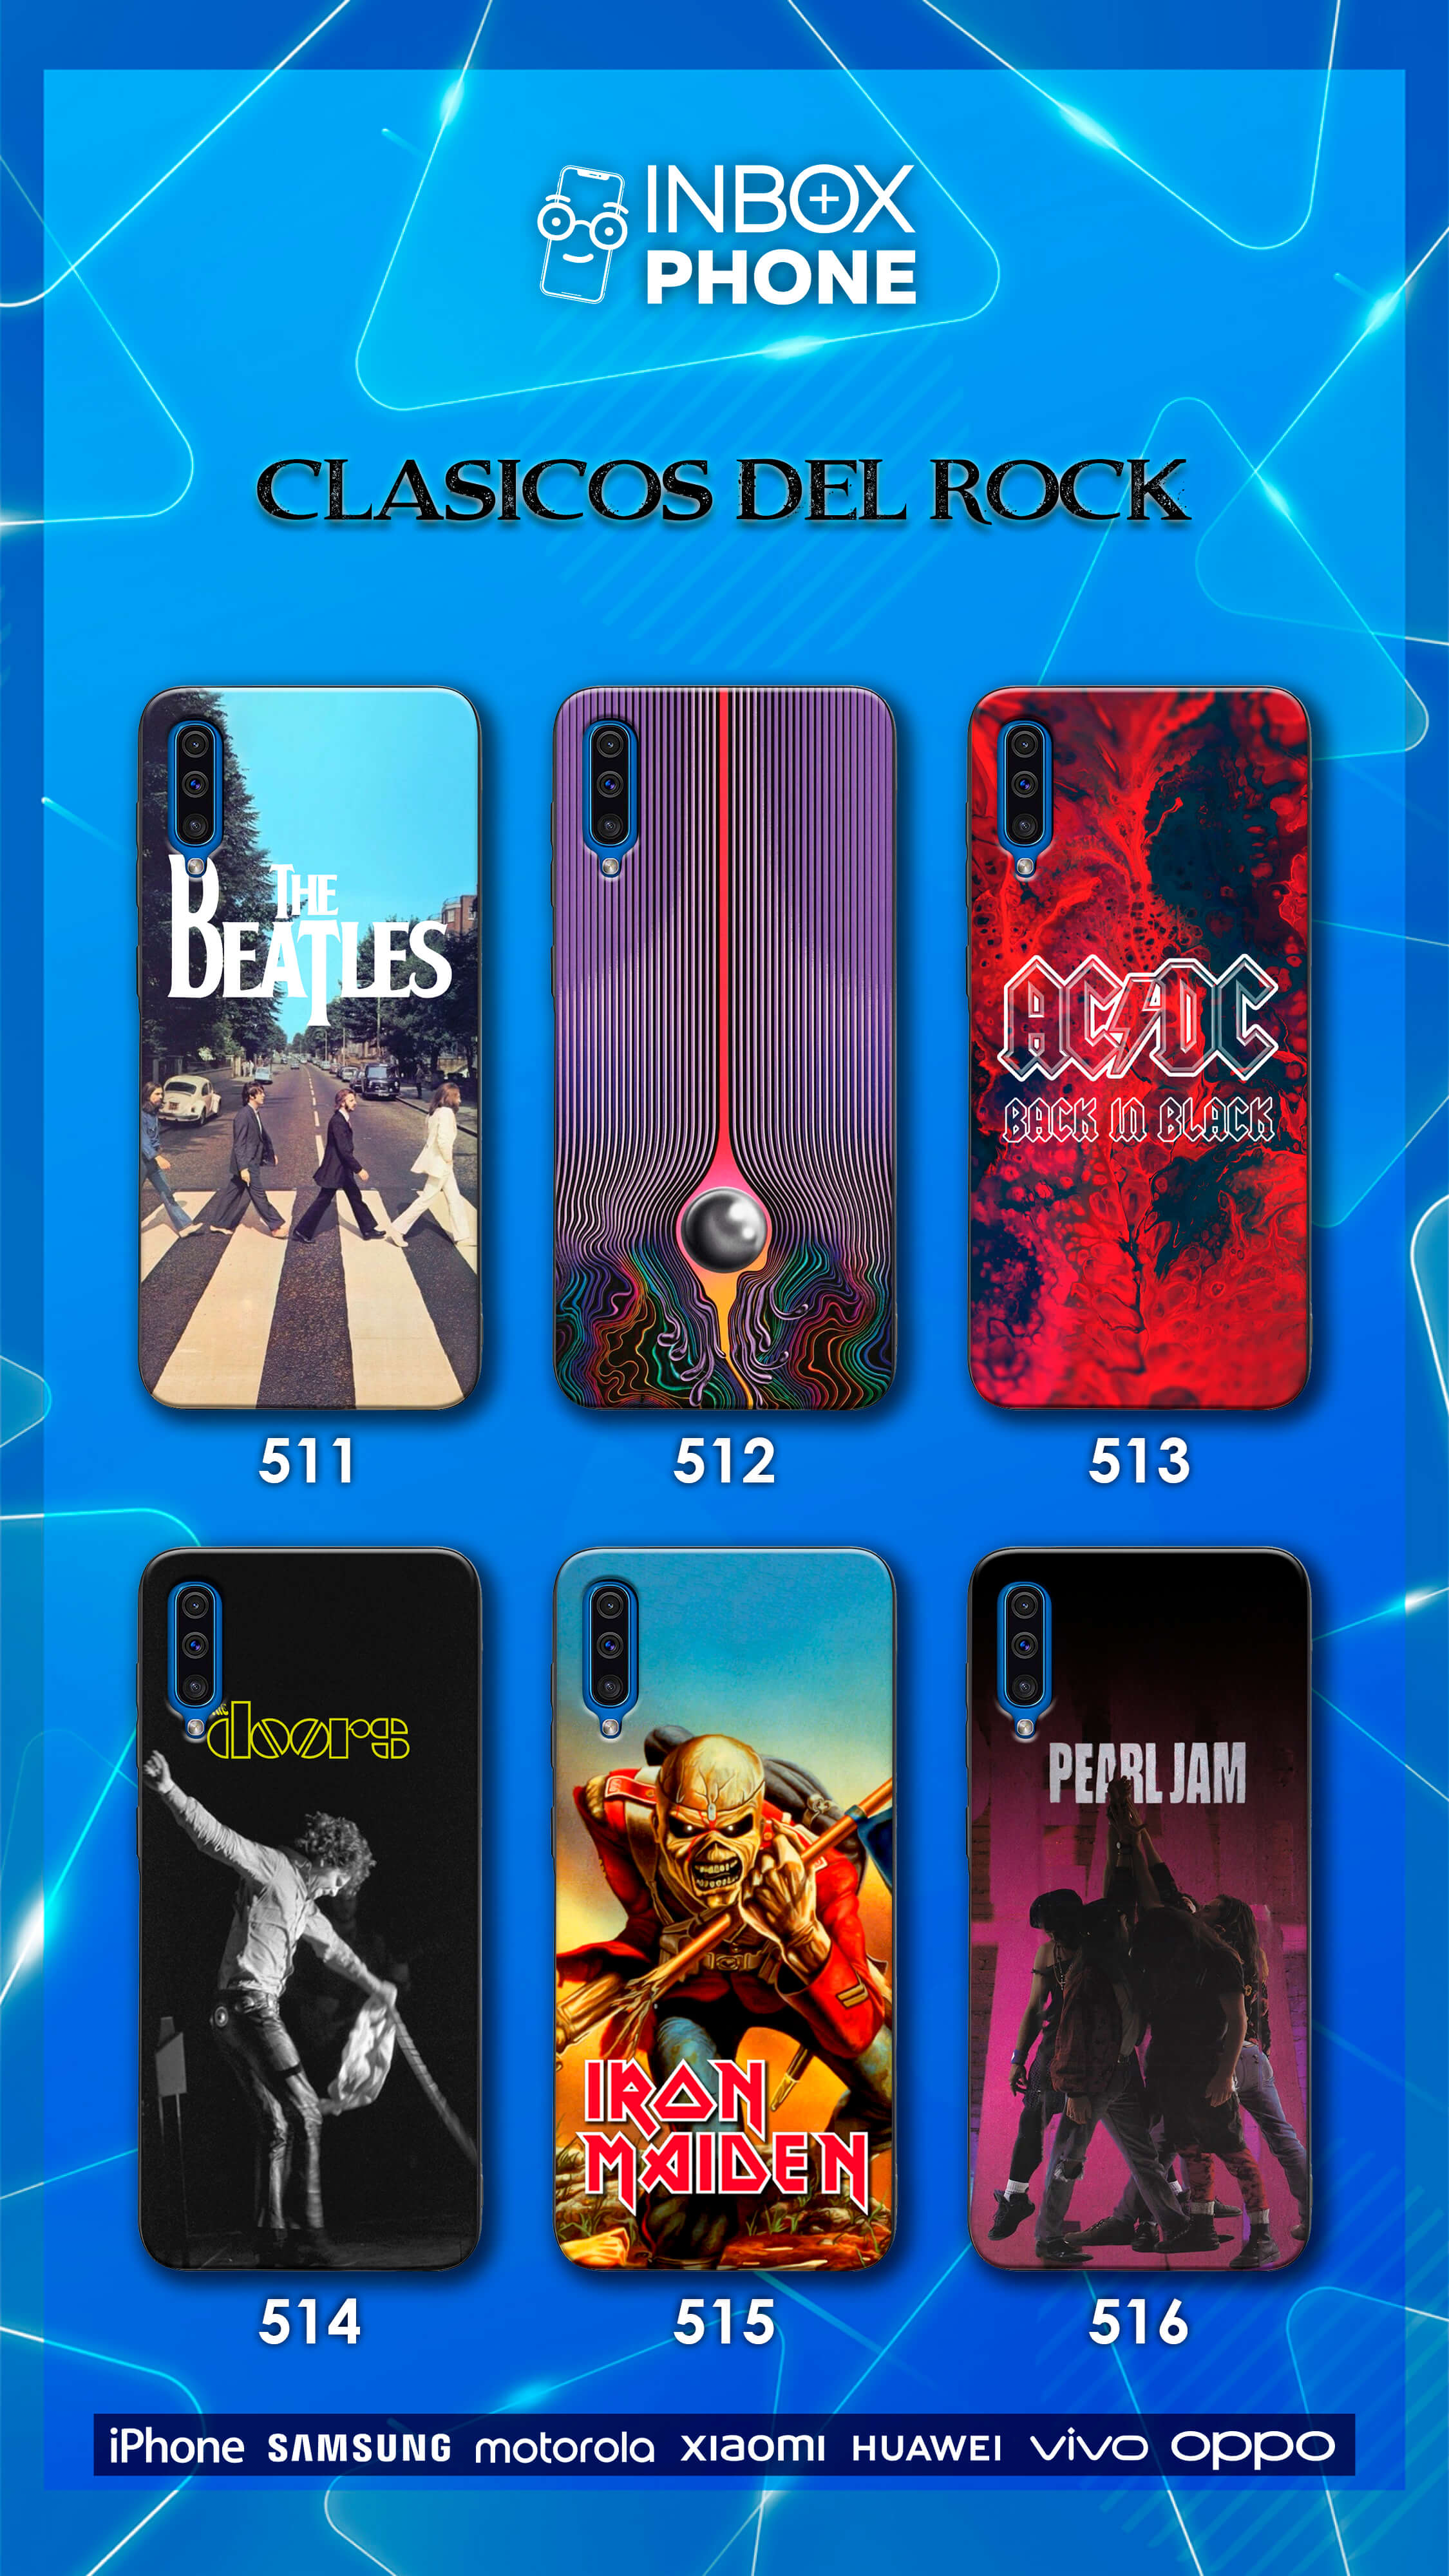 INBOX
PHONE
CLASICOS DEL ROCK
THE
BEATLES
AC/DC
BACK IN BLACK
511
512
513
THE
doors
PEARL JAM
IRON
MAIDEN
514
515
516
iPhone SAMSUNG motorola xiaomi HUAWEI vivo oppo